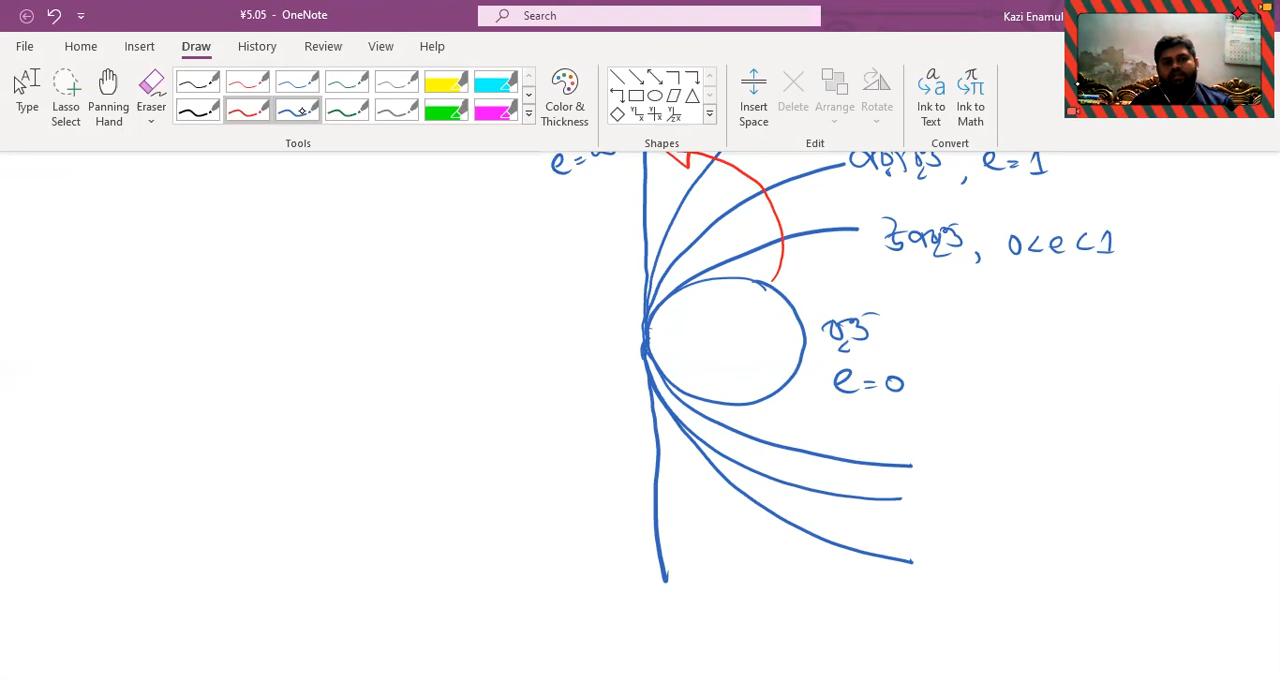 ¥5.05 - OneNote
Search
Kazi Enamul
File Home Insert Draw History Review View Help
Type
Lasso Select
Panning Hand
Eraser
Color & Thickness
Insert Space
Delete
Arrange
Rotate
Ink to Text
Ink to Math
Tools
Shapes
Edit
Convert
, e = 1
উপবৃত্ত, 0 < e < 1
বৃত্ত
e = 0